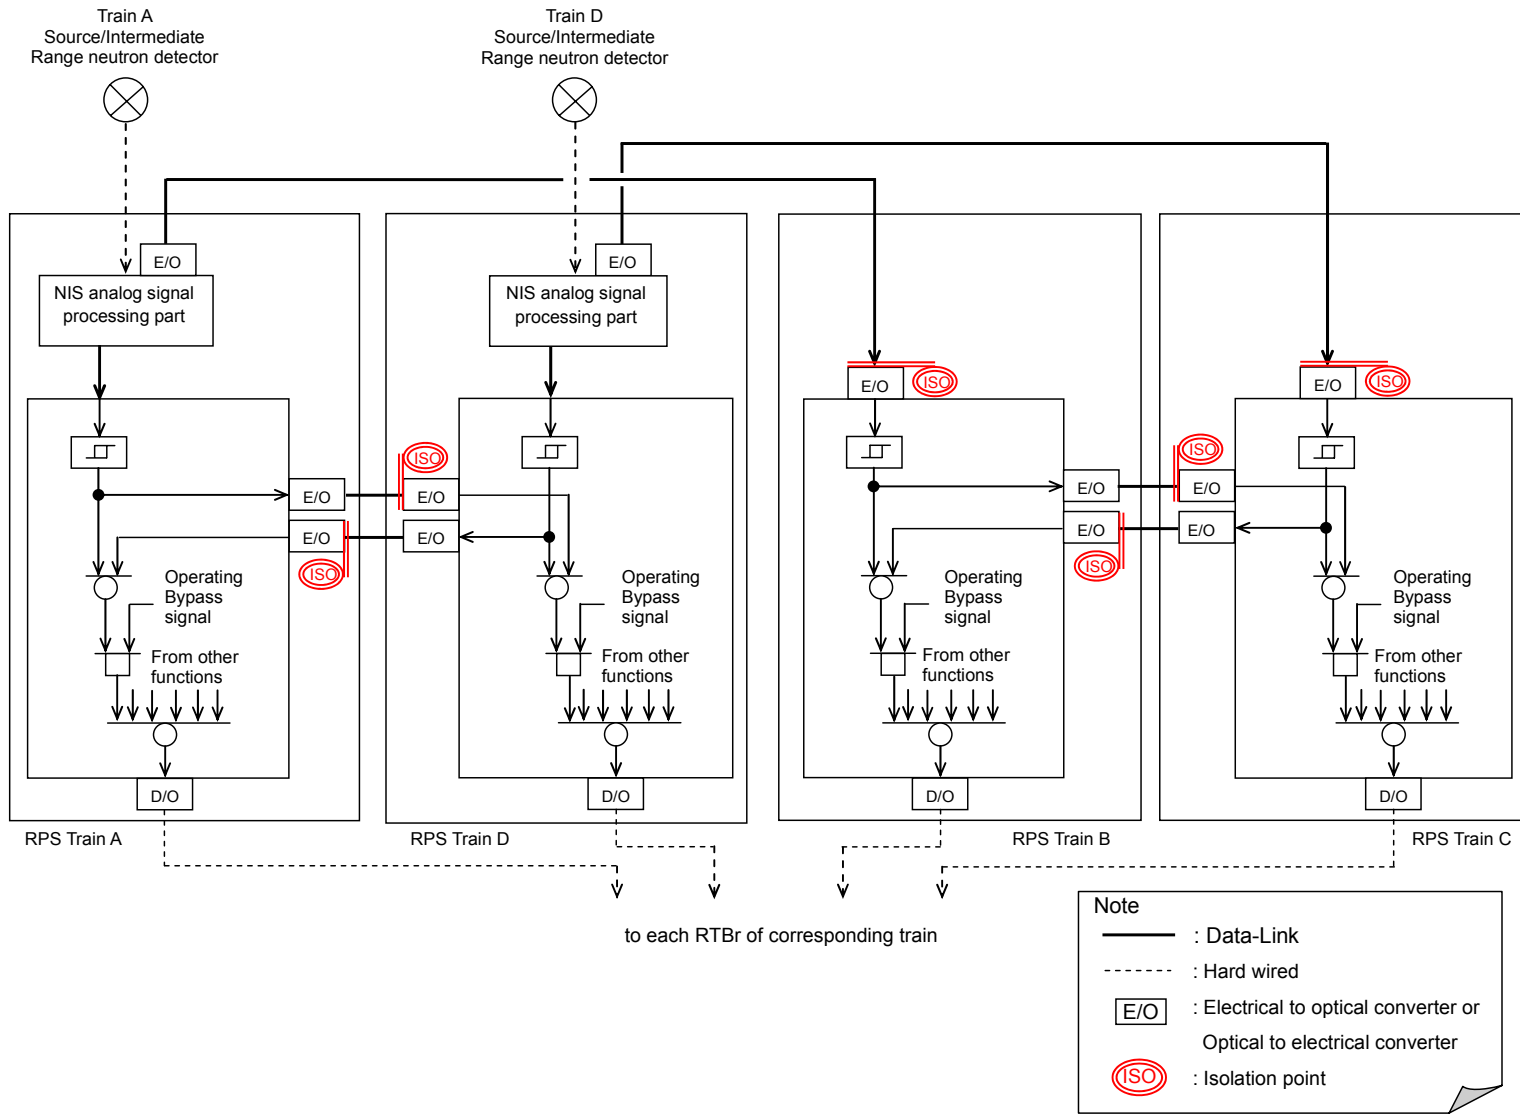 Train A
Source/Intermediate
Range neutron detector
Train D
Source/Intermediate
Range neutron detector
E/O
NIS analog signal
processing part
E/O
NIS analog signal
processing part
E/O
ISO
E/O
ISO
E/O
E/O
ISO
E/O
ISO
E/O
E/O
E/O
ISO
E/O
ISO
E/O
Operating
Bypass
signal
From other
functions
Operating
Bypass
signal
From other
functions
Operating
Bypass
signal
From other
functions
Operating
Bypass
signal
From other
functions
D/O
D/O
D/O
D/O
RPS Train A
RPS Train D
RPS Train B
RPS Train C
to each RTBr of corresponding train
Note
: Data-Link
: Hard wired
E/O : Electrical to optical converter or
Optical to electrical converter
ISO : Isolation point